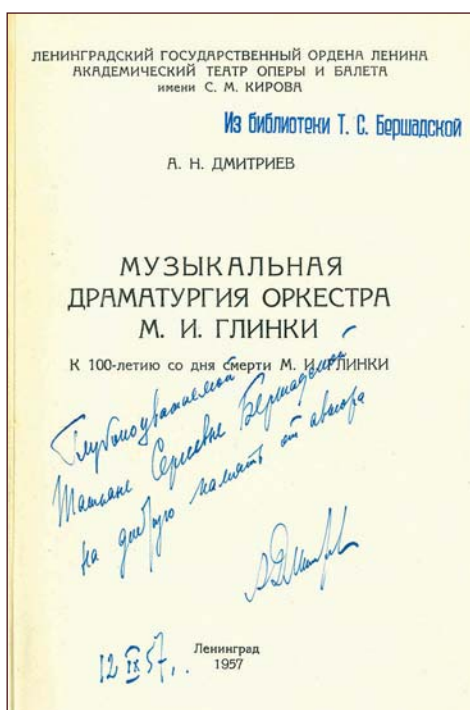 ЛЕНИНГРАДСКИЙ ГОСУДАРСТВЕННЫЙ ОРДЕНА ЛЕНИНА
АКАДЕМИЧЕСКИЙ ТЕАТР ОПЕРЫ И БАЛЕТА
имени С. М. КИРОВА
Из библиотеки Т. С. Бершадской
А. Н. ДМИТРИЕВ
МУЗЫКАЛЬНАЯ
ДРАМАТУРГИЯ ОРКЕСТРА
М. И. ГЛИНКИ
К 100-летию со дня смерти М. И. ГЛИНКИ
Глубокоуважаемой
Татьяне Сергеевне Бершадской
на добрую память от автора
12 IX 57.
Ленинград
1957